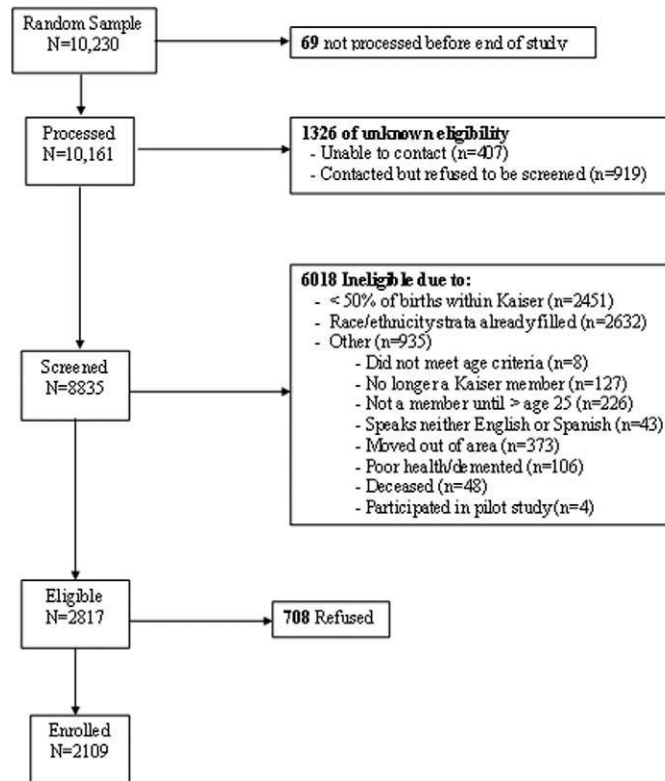 Random Sample
N=10,230
69 not processed before end of study
Processed
N=10,161
1326 of unknown eligibility
- Unable to contact (n=407)
- Contacted but refused to be screened (n=919)
6018 Ineligible due to:
- < 50% of births within Kaiser (n=2451)
- Race/ethnicity strata already filled (n=2632)
- Other (n=935)
- Did not meet age criteria (n=8)
- No longer a Kaiser member (n=127)
- Not a member until > age 25 (n=226)
- Speaks neither English or Spanish (n=43)
- Moved out of area (n=373)
- Poor health/demented (n=106)
- Deceased (n=48)
- Participated in pilot study (n=4)
Screened
N=8835
Eligible
N=2817
708 Refused
Enrolled
N=2109